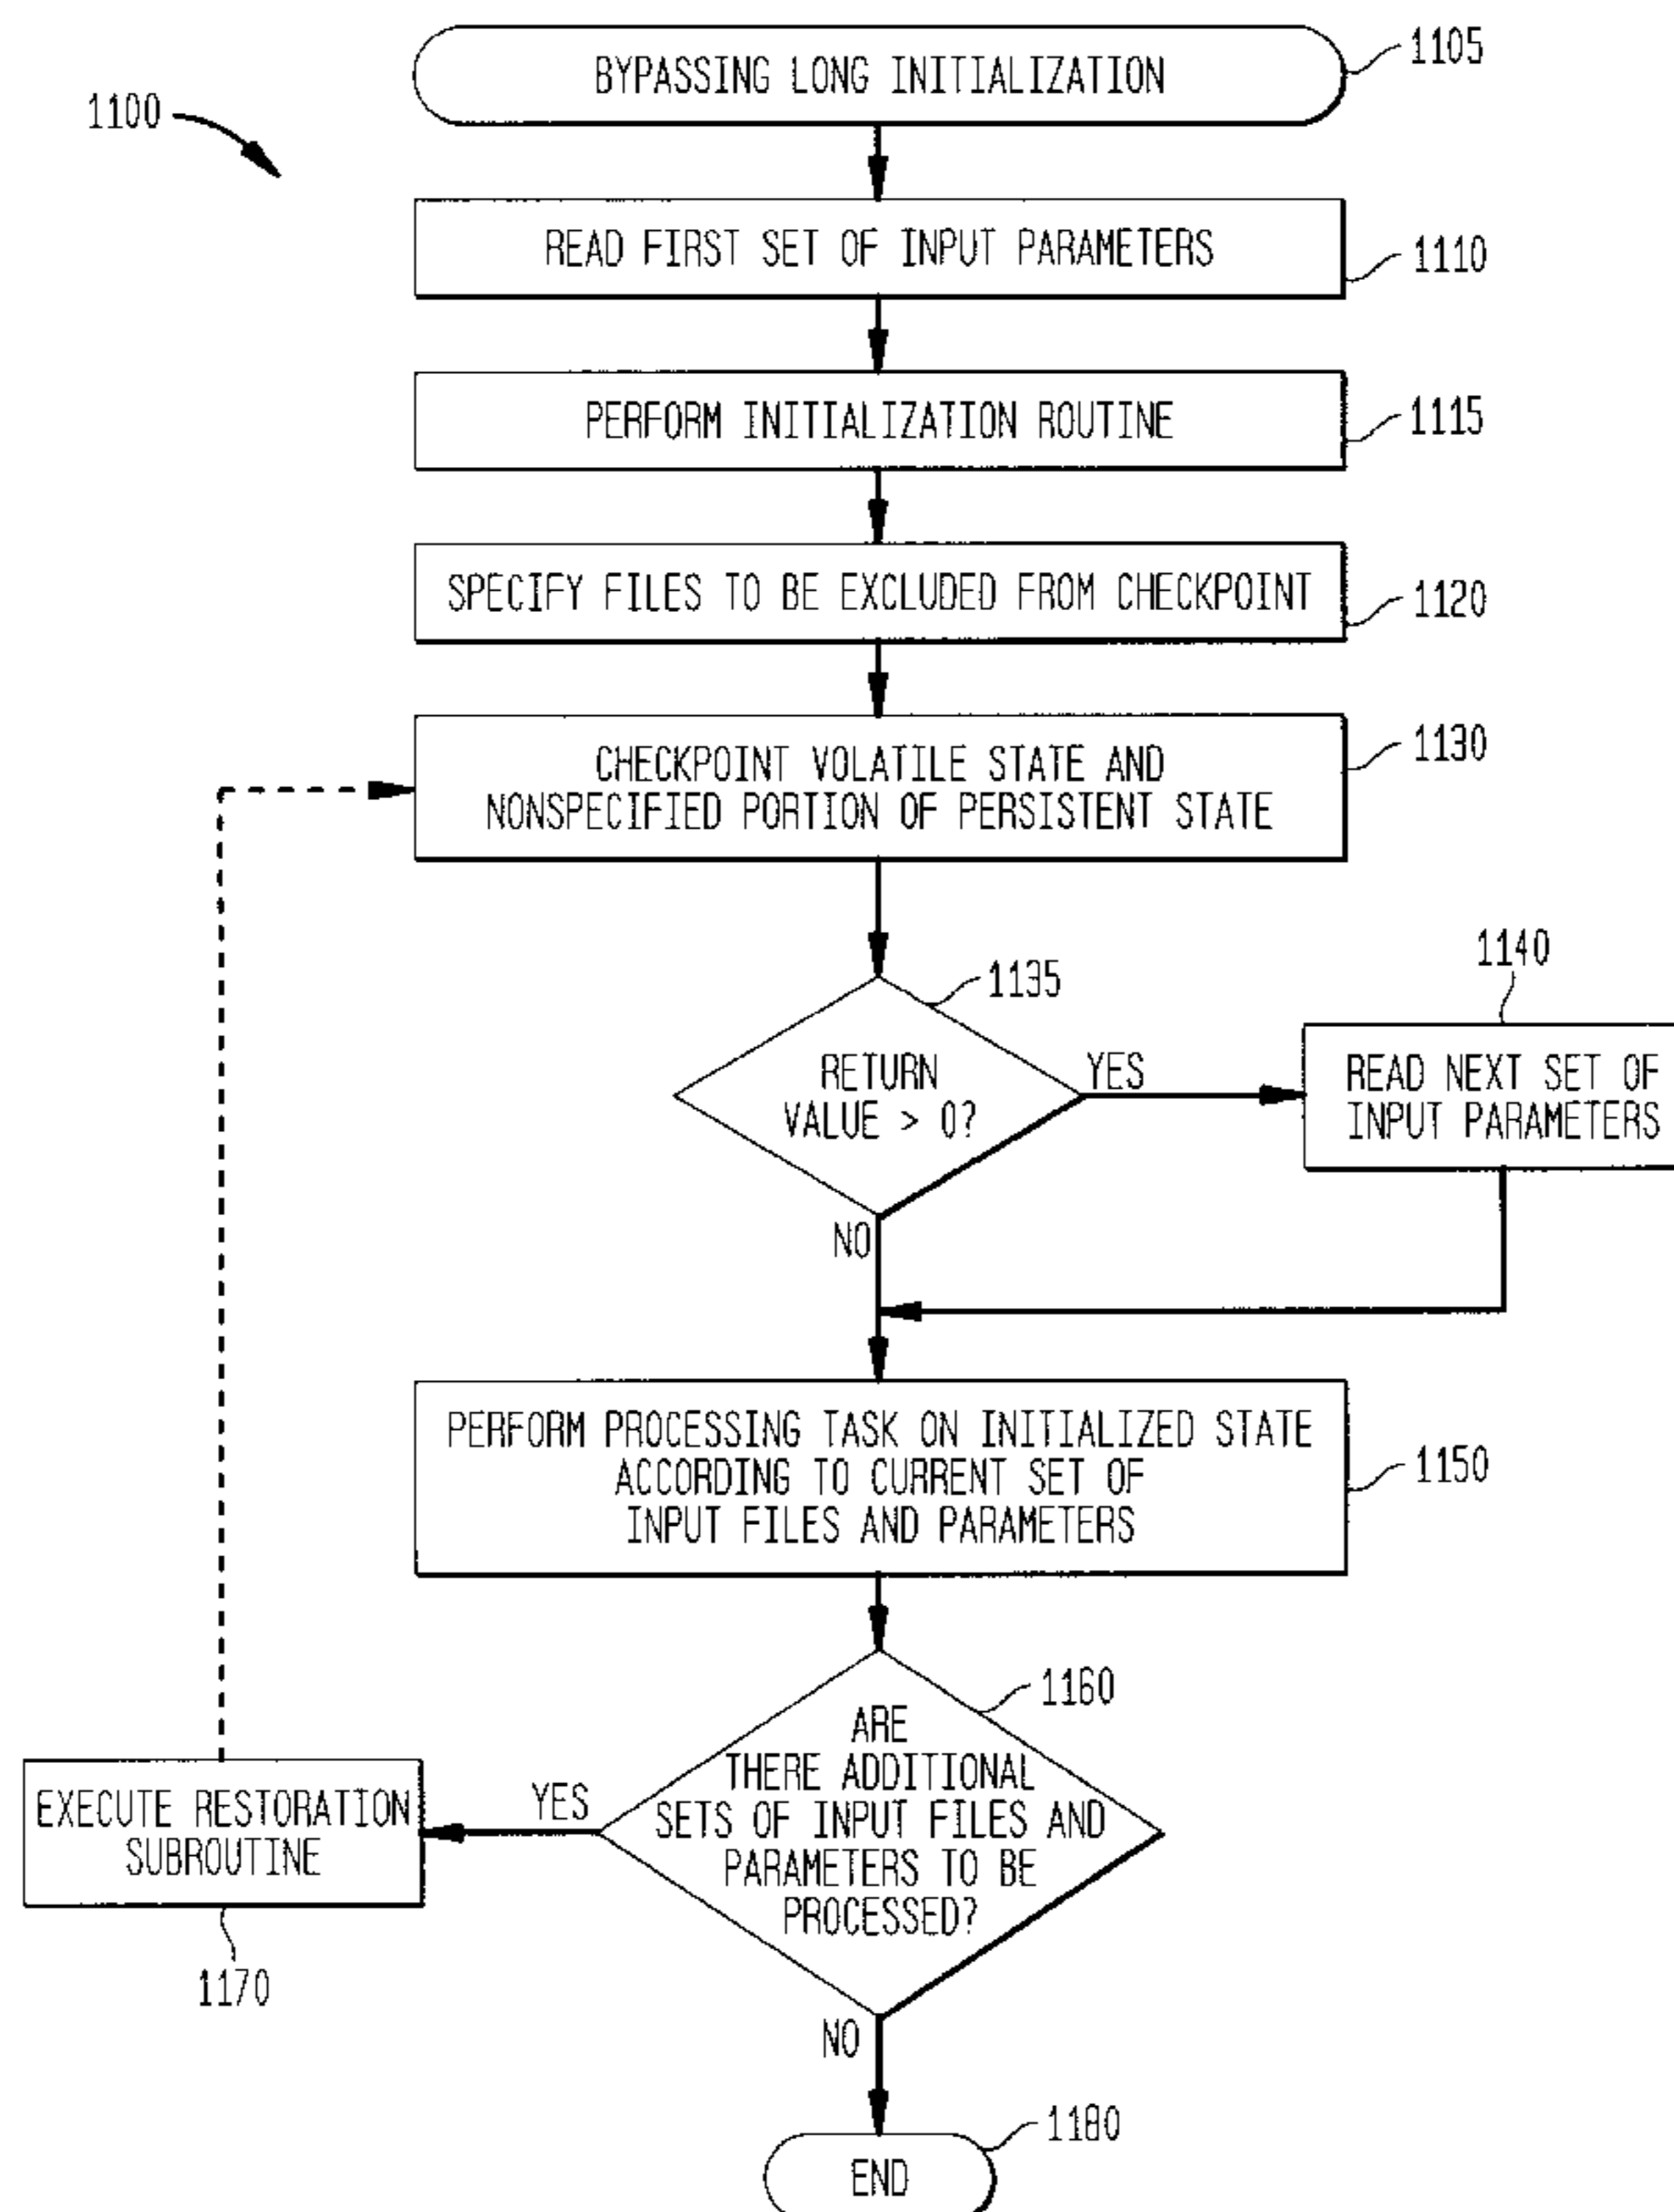 BYPASSING LONG INITIALIZATION
1105
1100
READ FIRST SET OF INPUT PARAMETERS
1110
PERFORM INITIALIZATION ROUTINE
1115
SPECIFY FILES TO BE EXCLUDED FROM CHECKPOINT
1120
CHECKPOINT VOLATILE STATE AND
NONSPECIFIED PORTION OF PERSISTENT STATE
1130
1135
RETURN
VALUE > 0?
YES
NO
1140
READ NEXT SET OF
INPUT PARAMETERS
PERFORM PROCESSING TASK ON INITIALIZED STATE
ACCORDING TO CURRENT SET OF
INPUT FILES AND PARAMETERS
1150
1160
ARE
THERE ADDITIONAL
SETS OF INPUT FILES AND
PARAMETERS TO BE
PROCESSED?
YES
EXECUTE RESTORATION
SUBROUTINE
1170
NO
1180
END